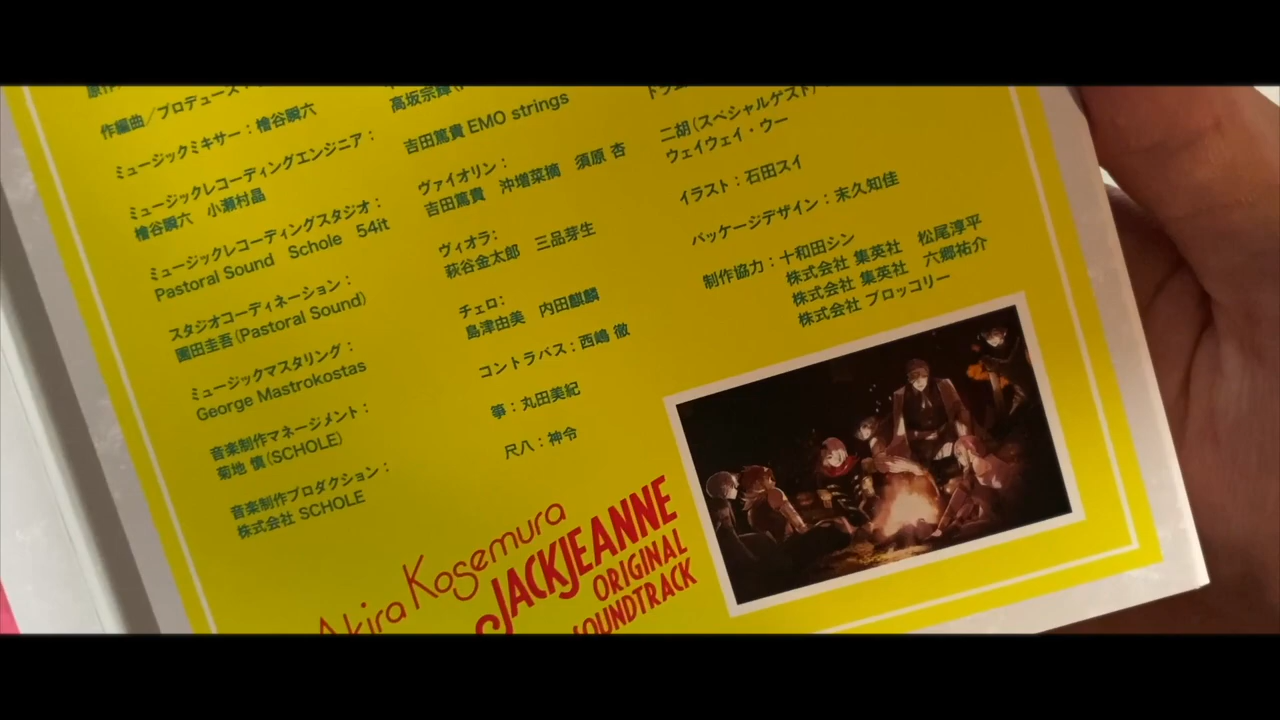 作編曲／プロデュース：
ミュージックミキサー：檜谷瞬六
ミュージックレコーディングエンジニア：
檜谷瞬六 小瀬村晶
ミュージックレコーディングスタジオ：
Pastoral Sound Schole 54it
スタジオコーディネーション：
園田圭吾(Pastoral Sound)
ミュージックマスタリング：
George Mastrokostas
音楽制作マネージメント：
菊地 慎(SCHOLE)
音楽制作プロダクション：
株式会社 SCHOLE
高坂宗輝
吉田篤貴 EMO strings
ヴァイオリン：
吉田篤貴 沖増菜摘 須原 杏
ヴィオラ：
萩谷金太郎 三品芽生
チェロ：
島津由美 内田麒麟
コントラバス：西嶋 徹
箏：丸田美紀
尺八：神令
二胡(スペシャルゲスト)
ウェイウェイ・ウー
イラスト：石田スイ
パッケージデザイン：末久知佳
制作協力：十和田シン
株式会社 集英社 松尾淳平
株式会社 集英社 六郷祐介
株式会社 ブロッコリー
Akira Kosemura
JACKJEANNE
ORIGINAL
SOUNDTRACK